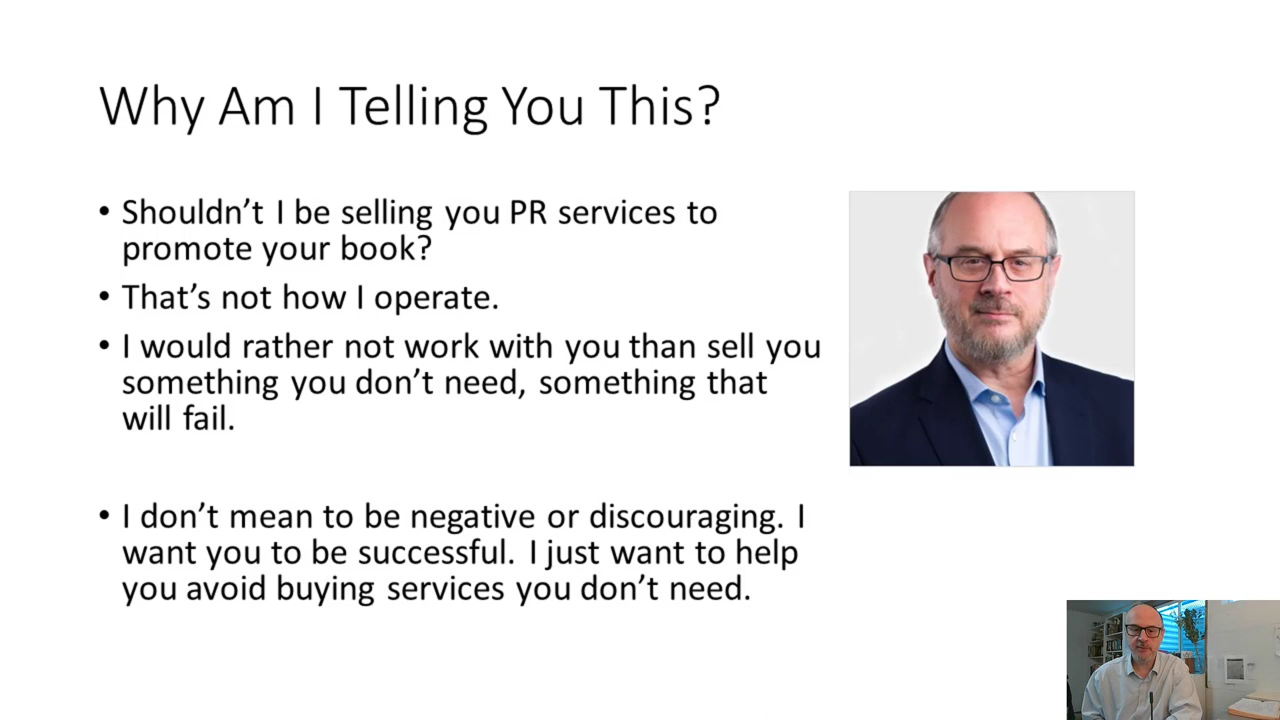 Why Am I Telling You This?
• Shouldn’t I be selling you PR services to
promote your book?
• That’s not how I operate.
• I would rather not work with you than sell you
something you don’t need, something that
will fail.
• I don’t mean to be negative or discouraging. I
want you to be successful. I just want to help
you avoid buying services you don’t need.